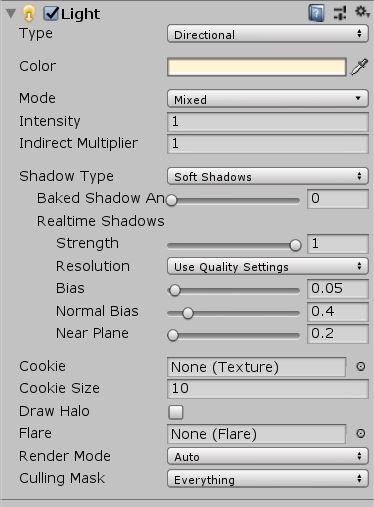 Light
Type Directional
Color
Mode Mixed
Intensity 1
Indirect Multiplier 1
Shadow Type Soft Shadows
Baked Shadow An 0
Realtime Shadows
Strength 1
Resolution Use Quality Settings
Bias 0.05
Normal Bias 0.4
Near Plane 0.2
Cookie None (Texture)
Cookie Size 10
Draw Halo
Flare None (Flare)
Render Mode Auto
Culling Mask Everything